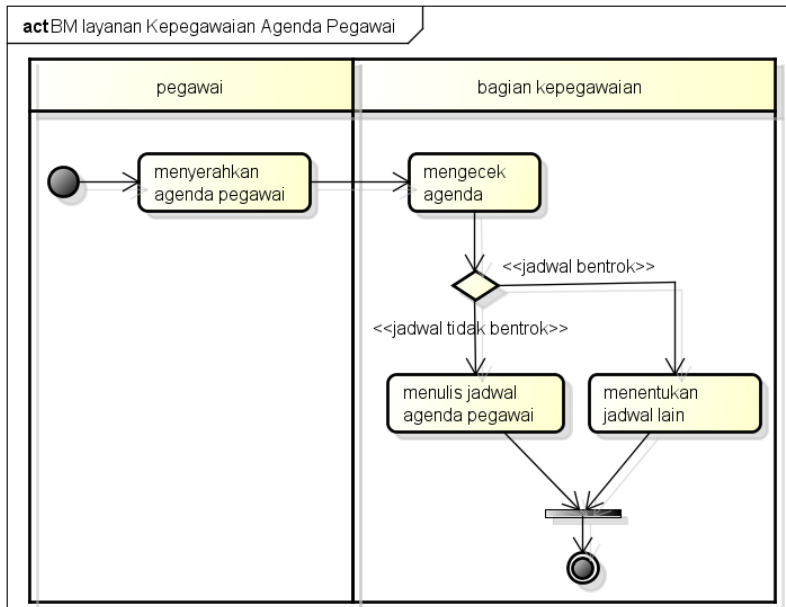 act BM layanan Kepegawaian Agenda Pegawai
pegawai
bagian kepegawaian
menyerahkan
agenda pegawai
mengecek
agenda
<<jadwal bentrok>>
<<jadwal tidak bentrok>>
menulis jadwal
agenda pegawai
menentukan
jadwal lain